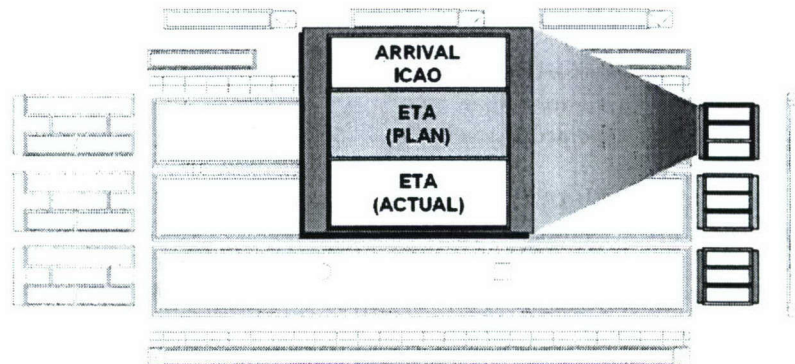 ARRIVAL
ICAO
ETA
(PLAN)
ETA
(ACTUAL)